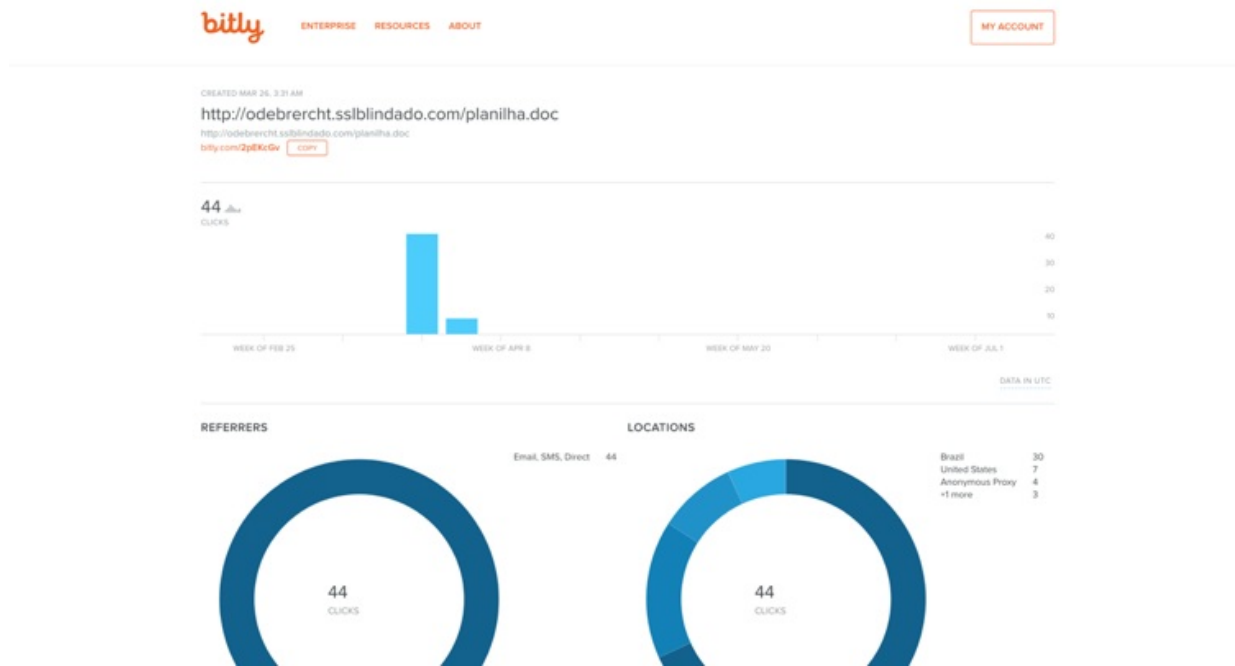 bitly ENTERPRISE RESOURCES ABOUT MY ACCOUNT
CREATED MAR 26, 3:31 AM
http://odebrercht.sslblindado.com/planilha.doc
http://odebrercht.sslblindado.com/planilha.doc
bitly.com/2pEKcGv COPY
44
CLICKS
40
30
20
10
WEEK OF FEB 25 WEEK OF APR 8 WEEK OF MAY 20 WEEK OF JUL 1
DATA IN UTC
REFERRERS
Email, SMS, Direct 44
44
CLICKS
LOCATIONS
Brazil 30
United States 7
Anonymous Proxy 4
+1 more 3
44
CLICKS